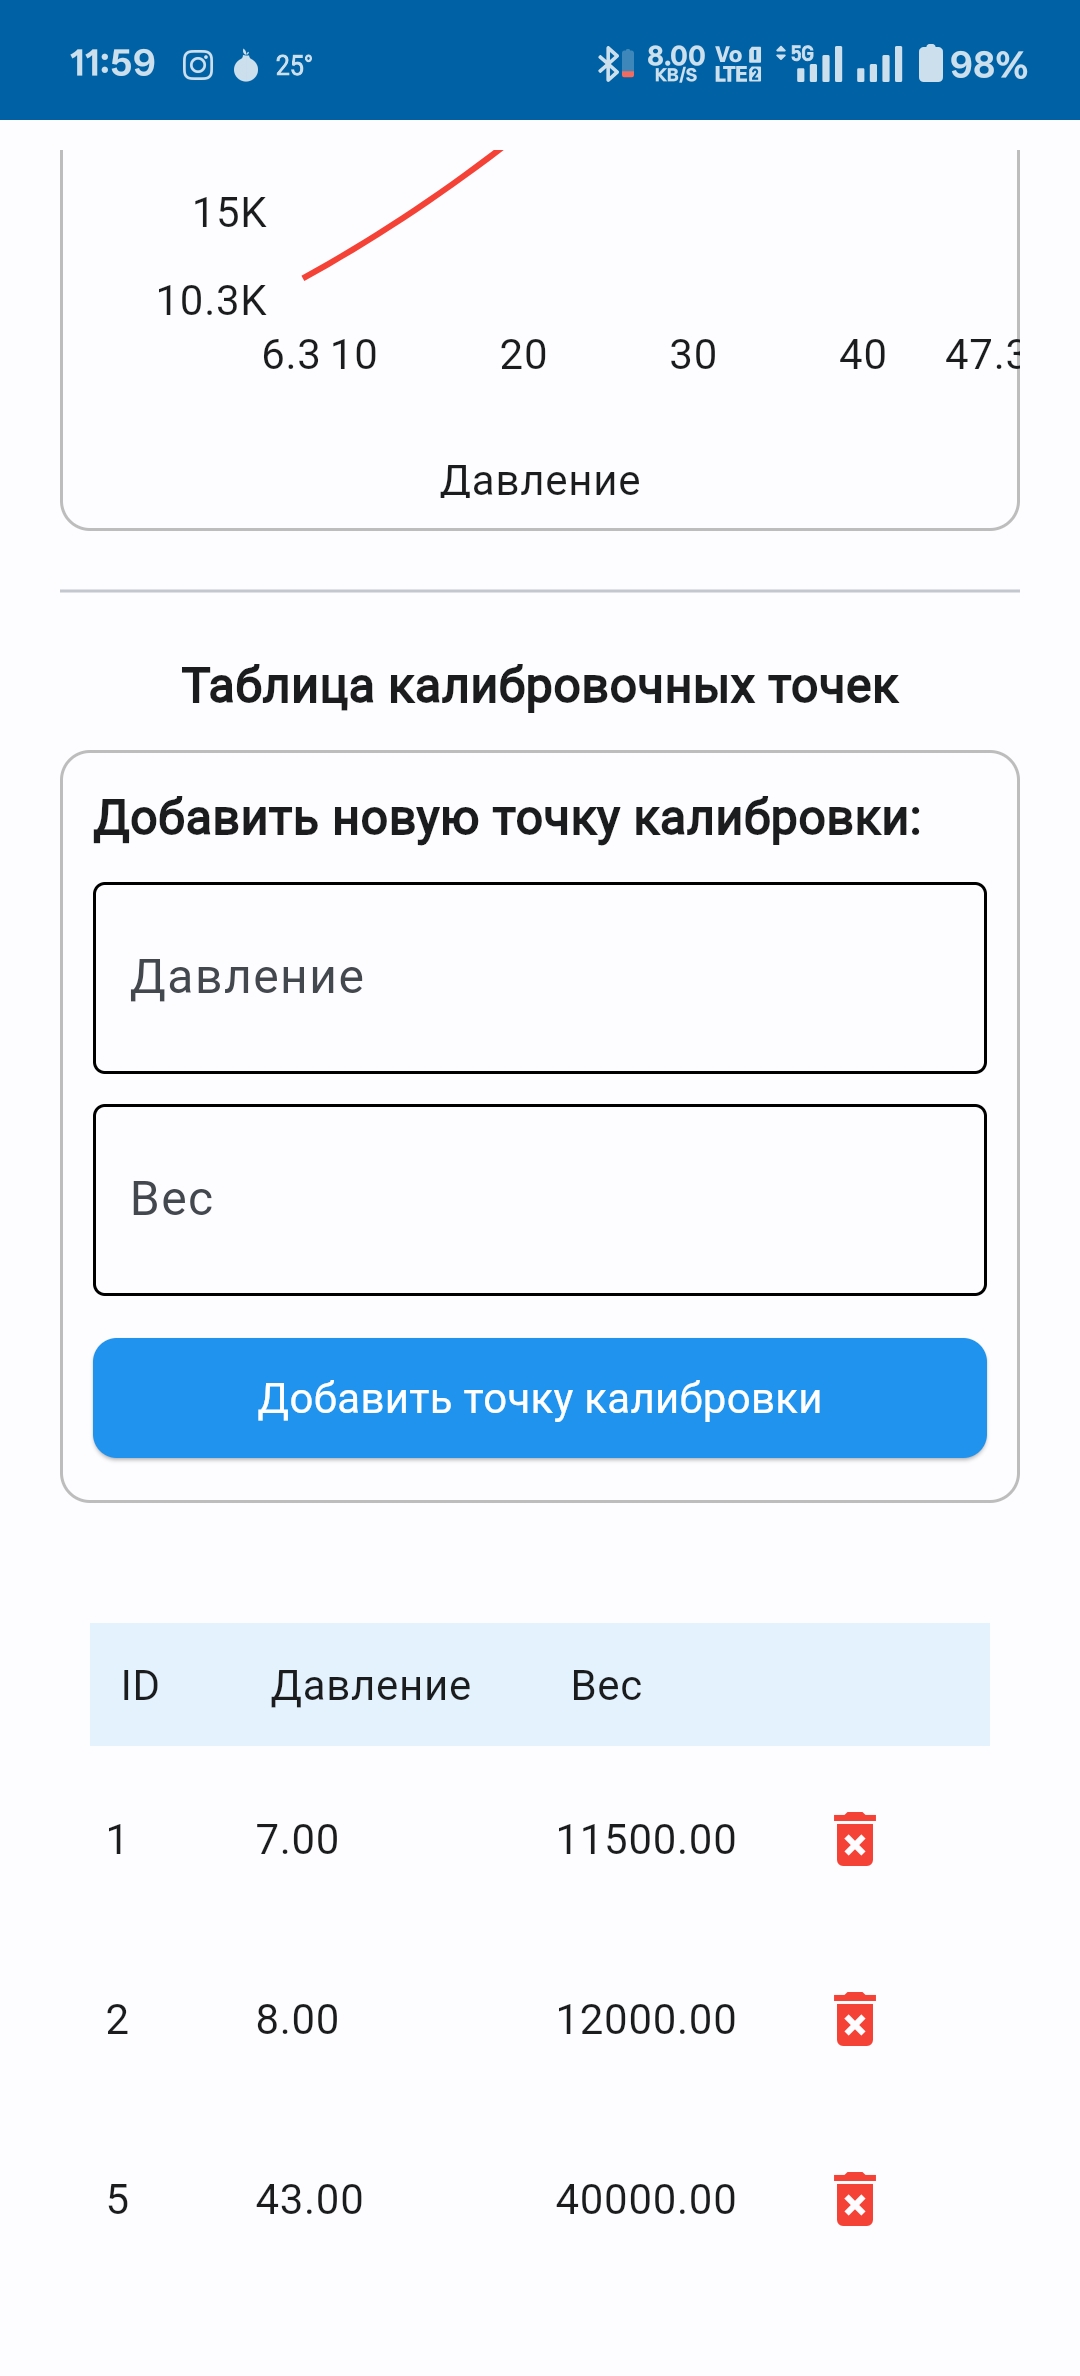 11:59 25° 8.00 KB/S Vo LTE 1 2 5G 98%
15K
10.3K
6.3 10 20 30 40 47.3
Давление
Таблица калибровочных точек
Добавить новую точку калибровки:
Давление
Вес
Добавить точку калибровки
ID Давление Вес
1 7.00 11500.00
2 8.00 12000.00
5 43.00 40000.00